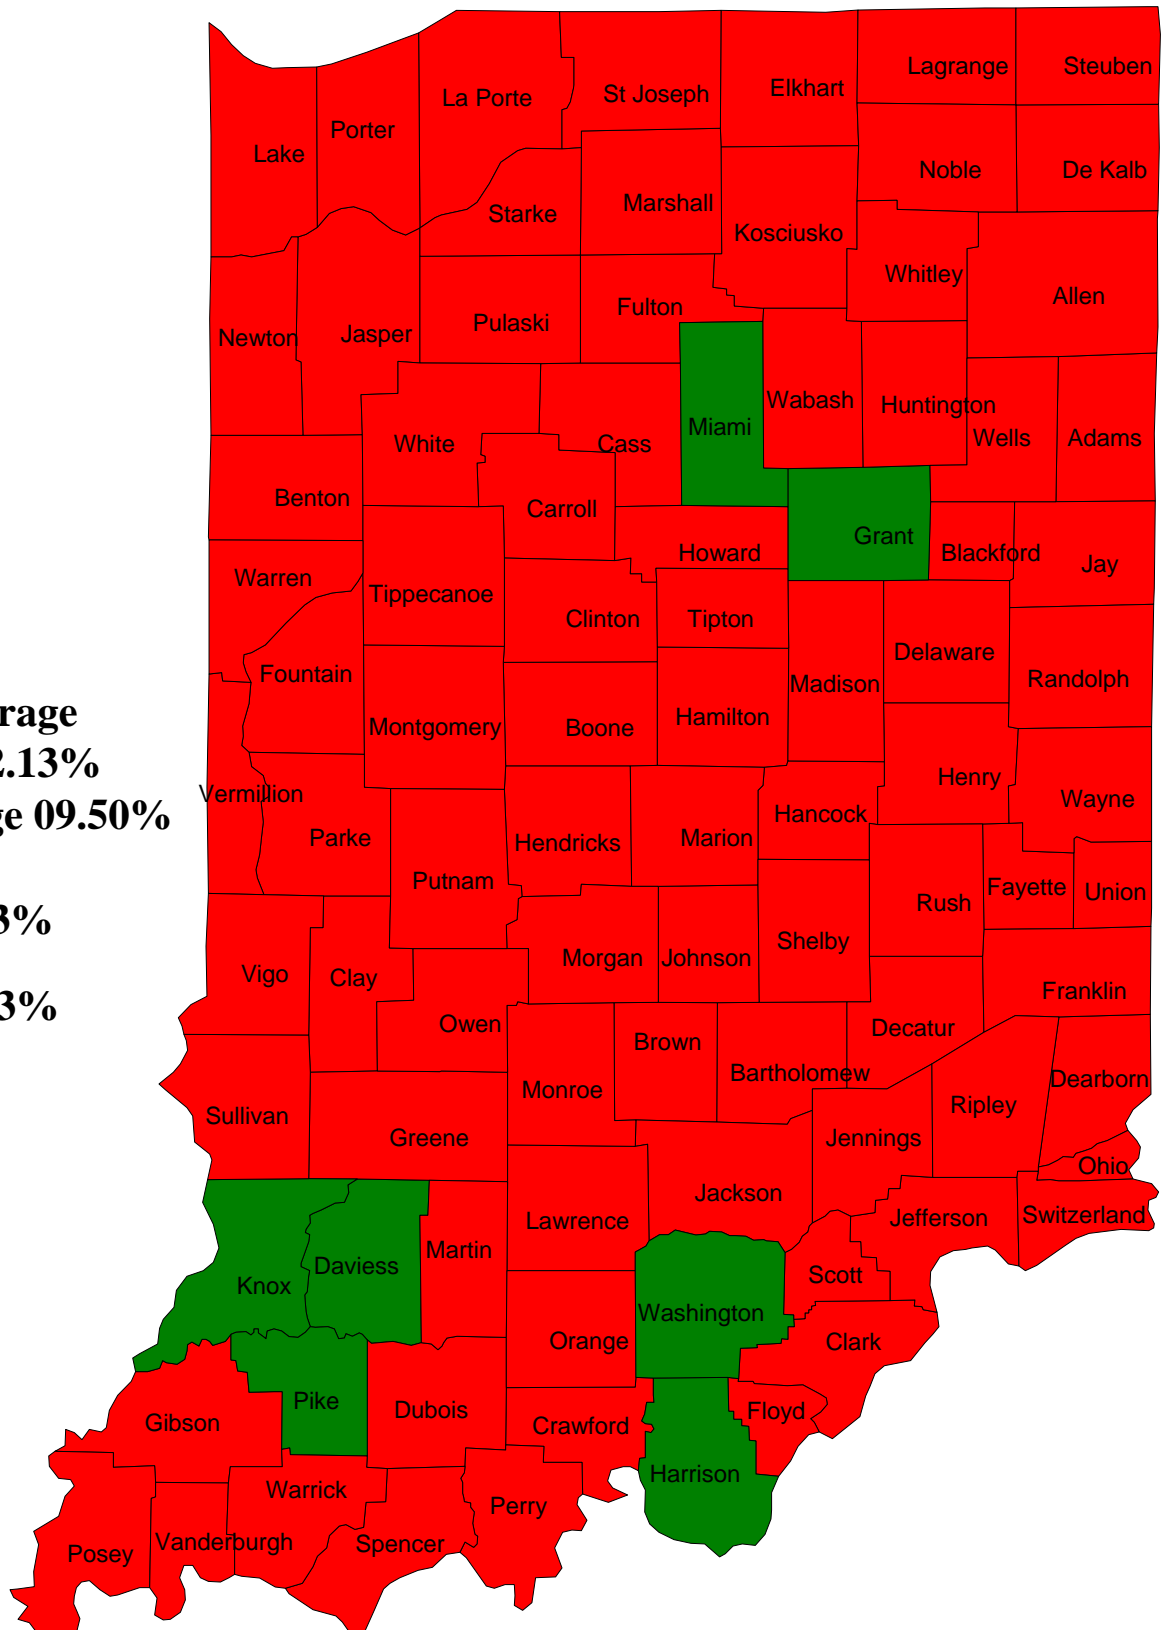 Lagrange Steuben
Elkhart
St Joseph
La Porte
Porter
Lake
Noble De Kalb
Marshall
Starke
Kosciusko
Whitley
Allen
Fulton
Pulaski
Jasper
Newton
Wabash
Huntington
Miami
Wells Adams
White Cass
Benton
Carroll
Grant
Howard Blackford
Jay
Warren
Tippecanoe
Clinton Tipton
Delaware
Fountain
Madison Randolph
rage
Montgomery Boone Hamilton
2.13%
Henry
Vermillion
Wayne
ge 09.50%
Hancock
Parke
Hendricks Marion
Putnam
Fayette Union
Rush
3%
Shelby
Morgan Johnson
Vigo Clay
Franklin
3%
Owen
Decatur
Brown
Bartholomew
Dearborn
Monroe
Ripley
Sullivan
Greene
Jennings
Ohio
Jackson
Lawrence
Jefferson Switzerland
Martin
Daviess
Scott
Knox
Washington
Orange
Clark
Pike
Dubois
Floyd
Gibson
Crawford
Harrison
Warrick
Perry
Vanderburgh
Spencer
Posey